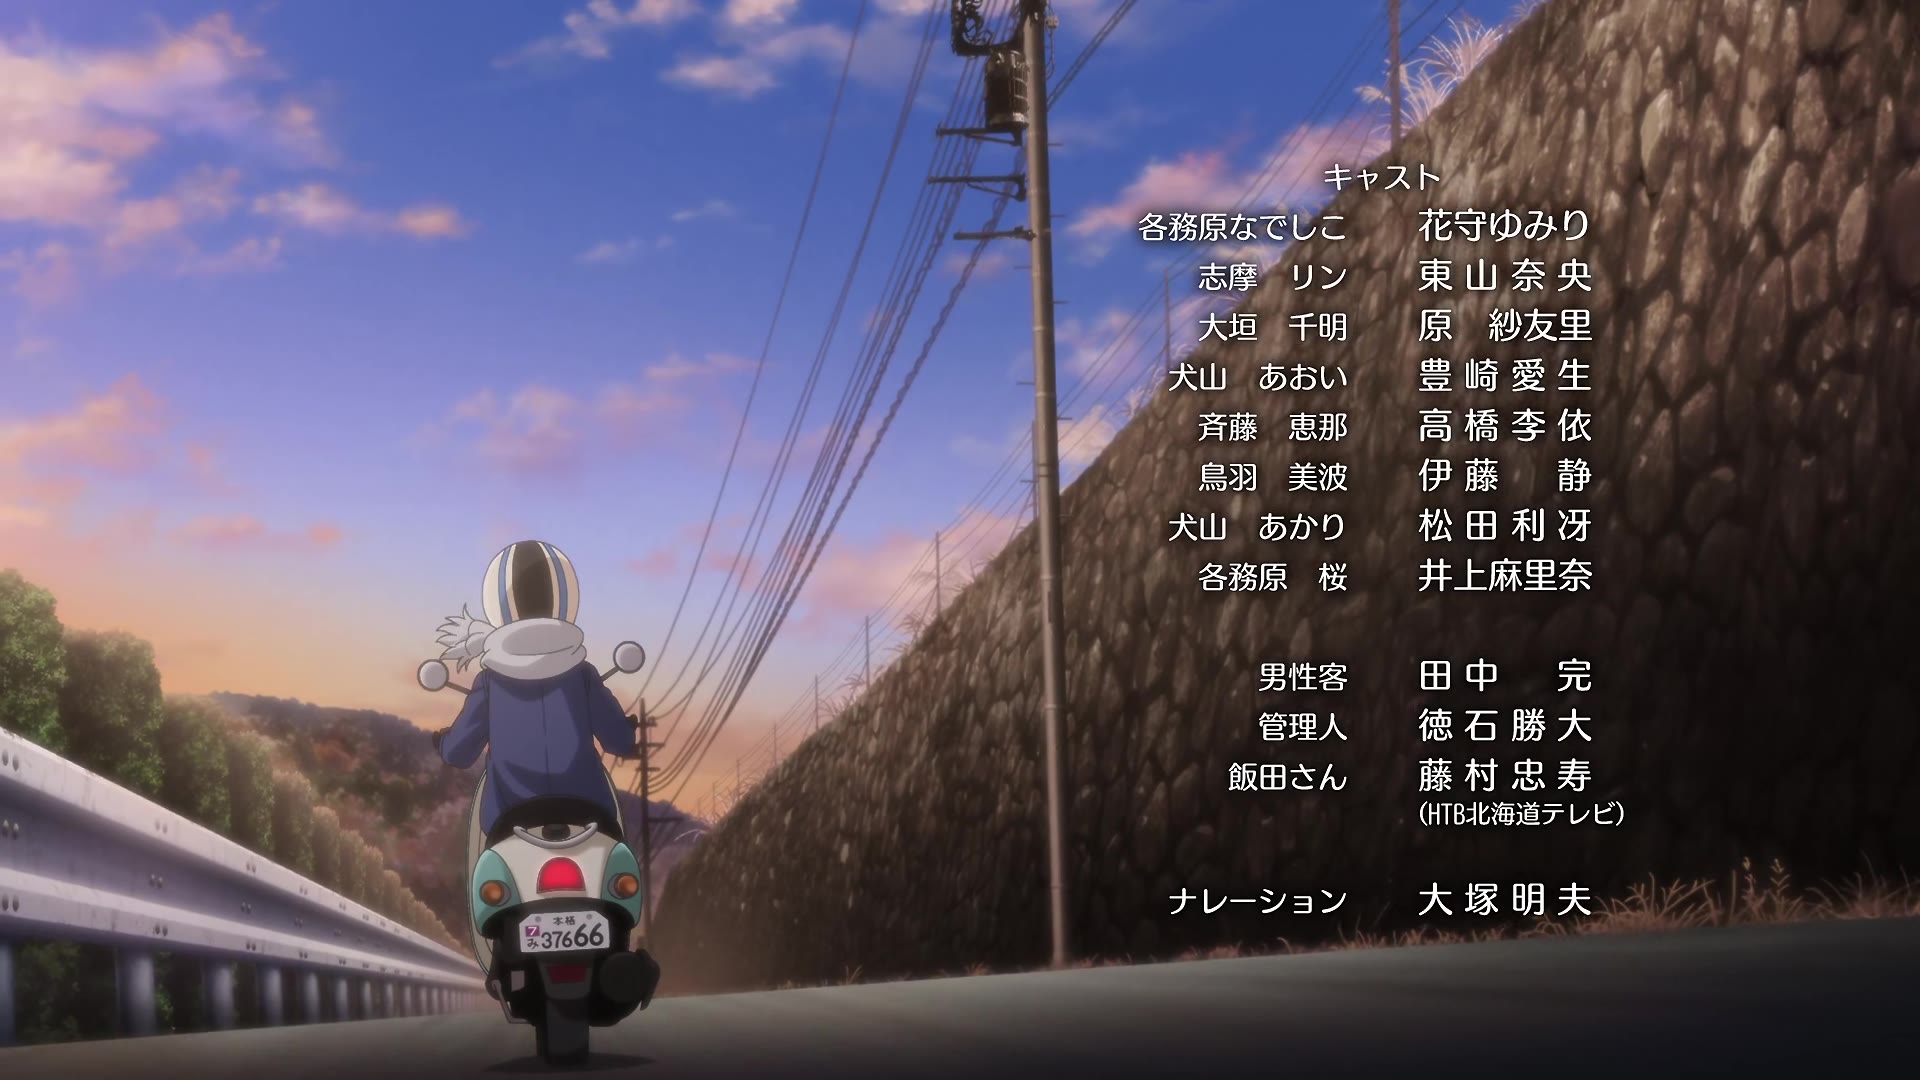 キャスト
各務原なでしこ 花守ゆみり
志摩 リン 東山奈央
大垣 千明 原 紗友里
犬山 あおい 豊崎愛生
斉藤 恵那 高橋李依
鳥羽 美波 伊藤 静
犬山 あかり 松田利冴
各務原 桜 井上麻里奈
男性客 田中 完
管理人 徳石勝大
飯田さん 藤村忠寿
(HTB北海道テレビ)
ナレーション 大塚明夫
本栖
7
み 37666